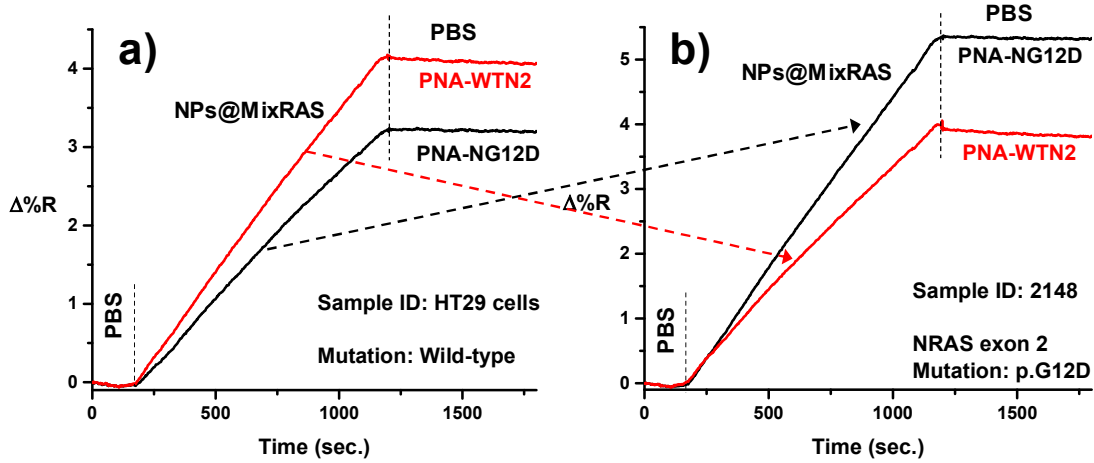 a)
PBS
PNA-WTN2
NPs@MixRAS
PNA-NG12D
Δ%R
4
3
2
1
0
PBS
Sample ID: HT29 cells
Mutation: Wild-type
0
500
1000
1500
Time (sec.)
b)
PBS
PNA-NG12D
NPs@MixRAS
PNA-WTN2
Δ%R
5
4
3
2
1
0
PBS
Sample ID: 2148
NRAS exon 2
Mutation: p.G12D
0
500
1000
1500
Time (sec.)